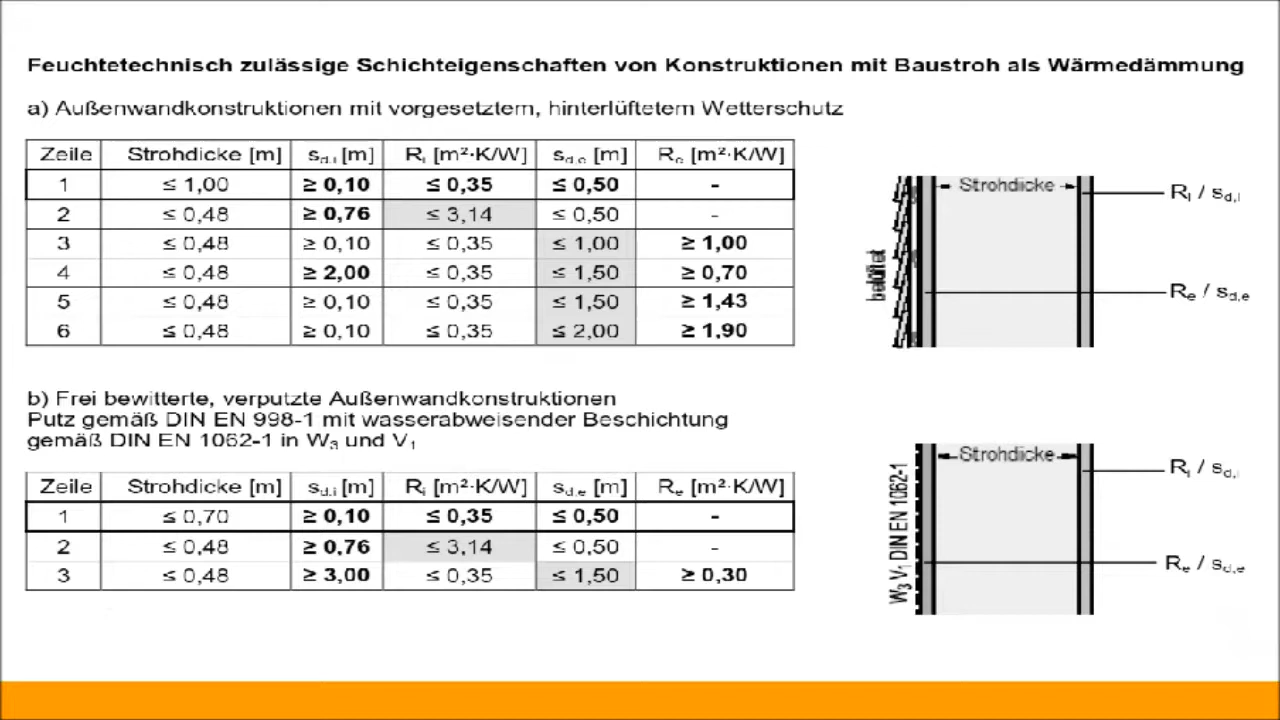 Feuchtetechnisch zulässige Schichteigenschaften von Konstruktionen mit Baustroh als Wärmedämmung
a) Außenwandkonstruktionen mit vorgesetztem, hinterlüftetem Wetterschutz
Zeile Strohdicke [m] sd,i [m] Ri [m²·K/W] sd,e [m] Re [m²·K/W]
1 ≤ 1,00 ≥ 0,10 ≤ 0,35 ≤ 0,50 -
2 ≤ 0,48 ≥ 0,76 ≤ 3,14 ≤ 0,50 -
3 ≤ 0,48 ≥ 0,10 ≤ 0,35 ≤ 1,00 ≥ 1,00
4 ≤ 0,48 ≥ 2,00 ≤ 0,35 ≤ 1,50 ≥ 0,70
5 ≤ 0,48 ≥ 0,10 ≤ 0,35 ≤ 1,50 ≥ 1,43
6 ≤ 0,48 ≥ 0,10 ≤ 0,35 ≤ 2,00 ≥ 1,90
Strohdicke
Ri / sd,i
belüftet
Re / sd,e
b) Frei bewitterte, verputzte Außenwandkonstruktionen
Putz gemäß DIN EN 998-1 mit wasserabweisender Beschichtung
gemäß DIN EN 1062-1 in W₃ und V₁
Zeile Strohdicke [m] sd,i [m] Ri [m²·K/W] sd,e [m] Re [m²·K/W]
1 ≤ 0,70 ≥ 0,10 ≤ 0,35 ≤ 0,50 -
2 ≤ 0,48 ≥ 0,76 ≤ 3,14 ≤ 0,50 -
3 ≤ 0,48 ≥ 3,00 ≤ 0,35 ≤ 1,50 ≥ 0,30
Strohdicke
Ri / sd,i
W₃ V₁ DIN EN 1062-1
Re / sd,e